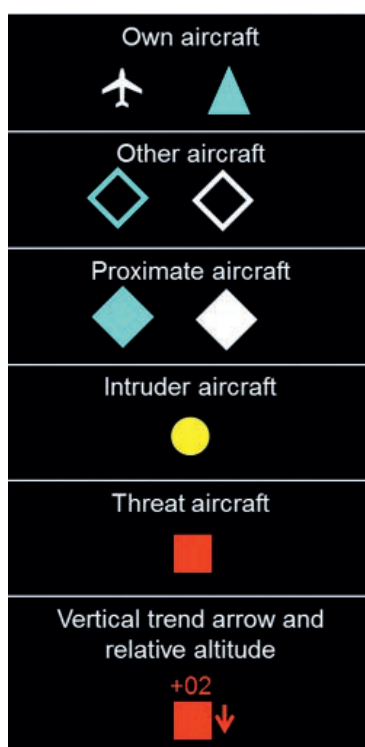 Own aircraft
Other aircraft
Proximate aircraft
Intruder aircraft
Threat aircraft
Vertical trend arrow and
relative altitude
+02